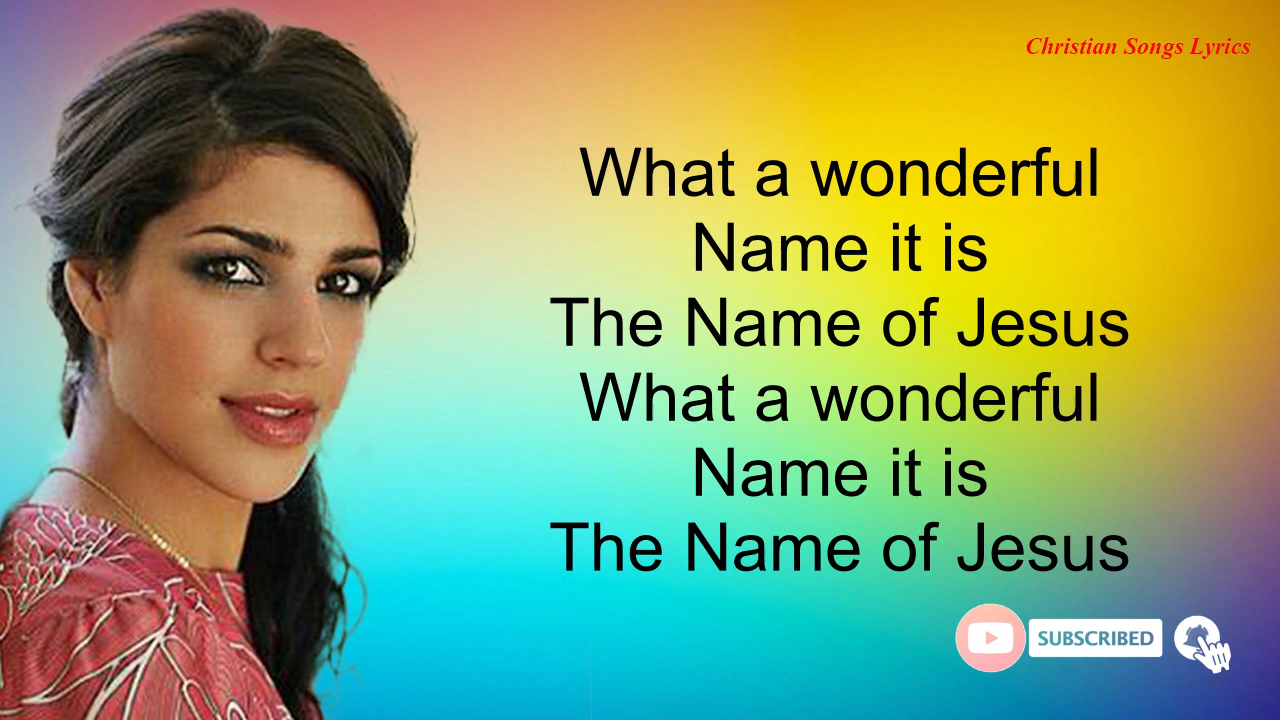 Christian Songs Lyrics
What a wonderful
Name it is
The Name of Jesus
What a wonderful
Name it is
The Name of Jesus
SUBSCRIBED